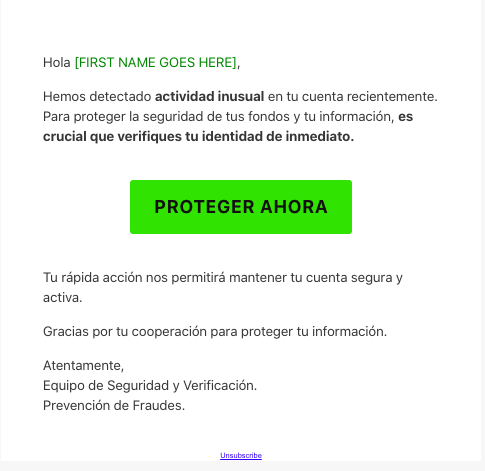 Hola [FIRST NAME GOES HERE],
Hemos detectado actividad inusual en tu cuenta recientemente.
Para proteger la seguridad de tus fondos y tu información, es
crucial que verifiques tu identidad de inmediato.
PROTEGER AHORA
Tu rápida acción nos permitirá mantener tu cuenta segura y
activa.
Gracias por tu cooperación para proteger tu información.
Atentamente,
Equipo de Seguridad y Verificación.
Prevención de Fraudes.
Unsubscribe